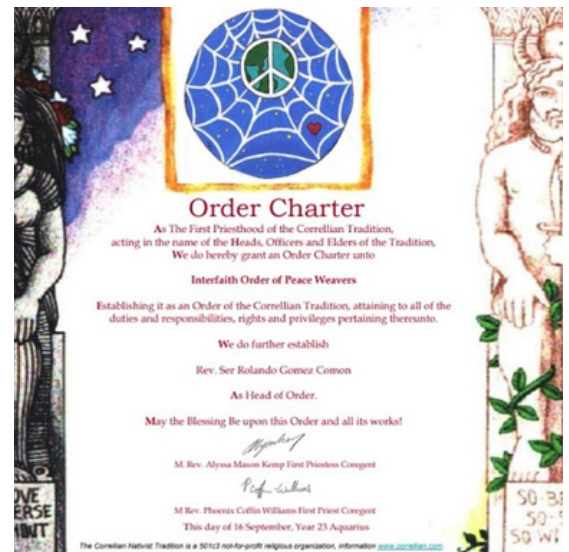 Order Charter
As The First Priesthood of the Correllian Tradition,
acting in the name of the Heads, Officers and Elders of the Tradition,
We do hereby grant an Order Charter unto
Interfaith Order of Peace Weavers
Establishing it as an Order of the Correllian Tradition, attaining to all of the
duties and responsibilities, rights and privileges pertaining thereunto.
We do further establish
Rev. Ser Rolando Gomez Comon
As Head of Order.
May the Blessing Be upon this Order and all its works!
M. Rev. Alyssa Mason Kemp First Priestess Coregent
M Rev. Phoenix Coffin Williams First Priest Coregent
This day of 16 September, Year 23 Aquarius
The Correllian Nativist Tradition is a 501c3 not-for-profit religious organization, information www.correllian.com